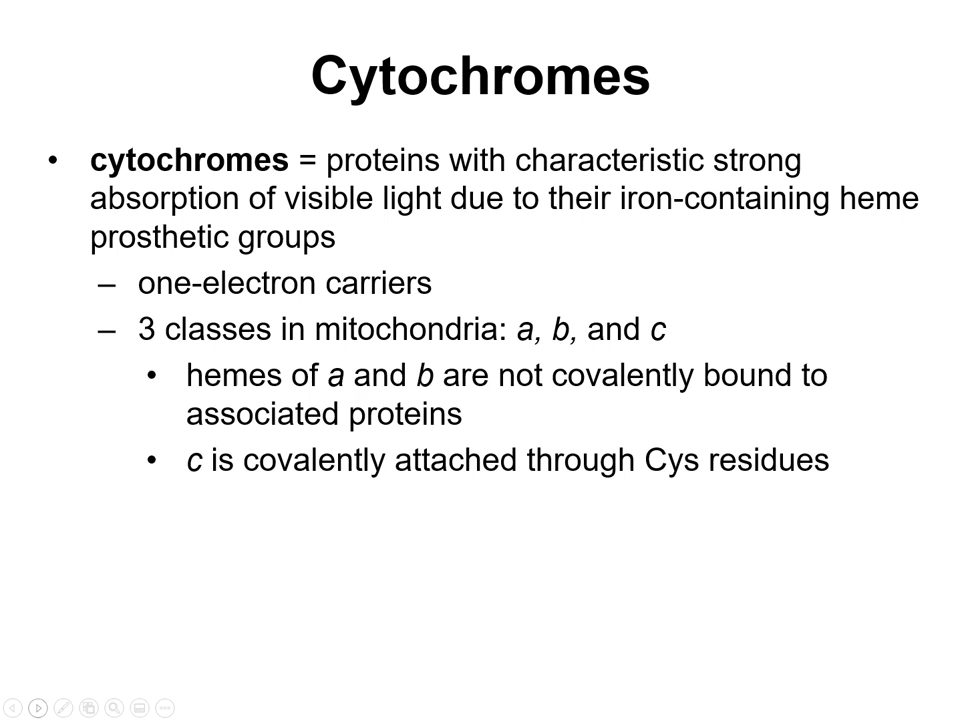 Cytochromes
• cytochromes = proteins with characteristic strong
absorption of visible light due to their iron-containing heme
prosthetic groups
– one-electron carriers
– 3 classes in mitochondria: a, b, and c
• hemes of a and b are not covalently bound to
associated proteins
• c is covalently attached through Cys residues